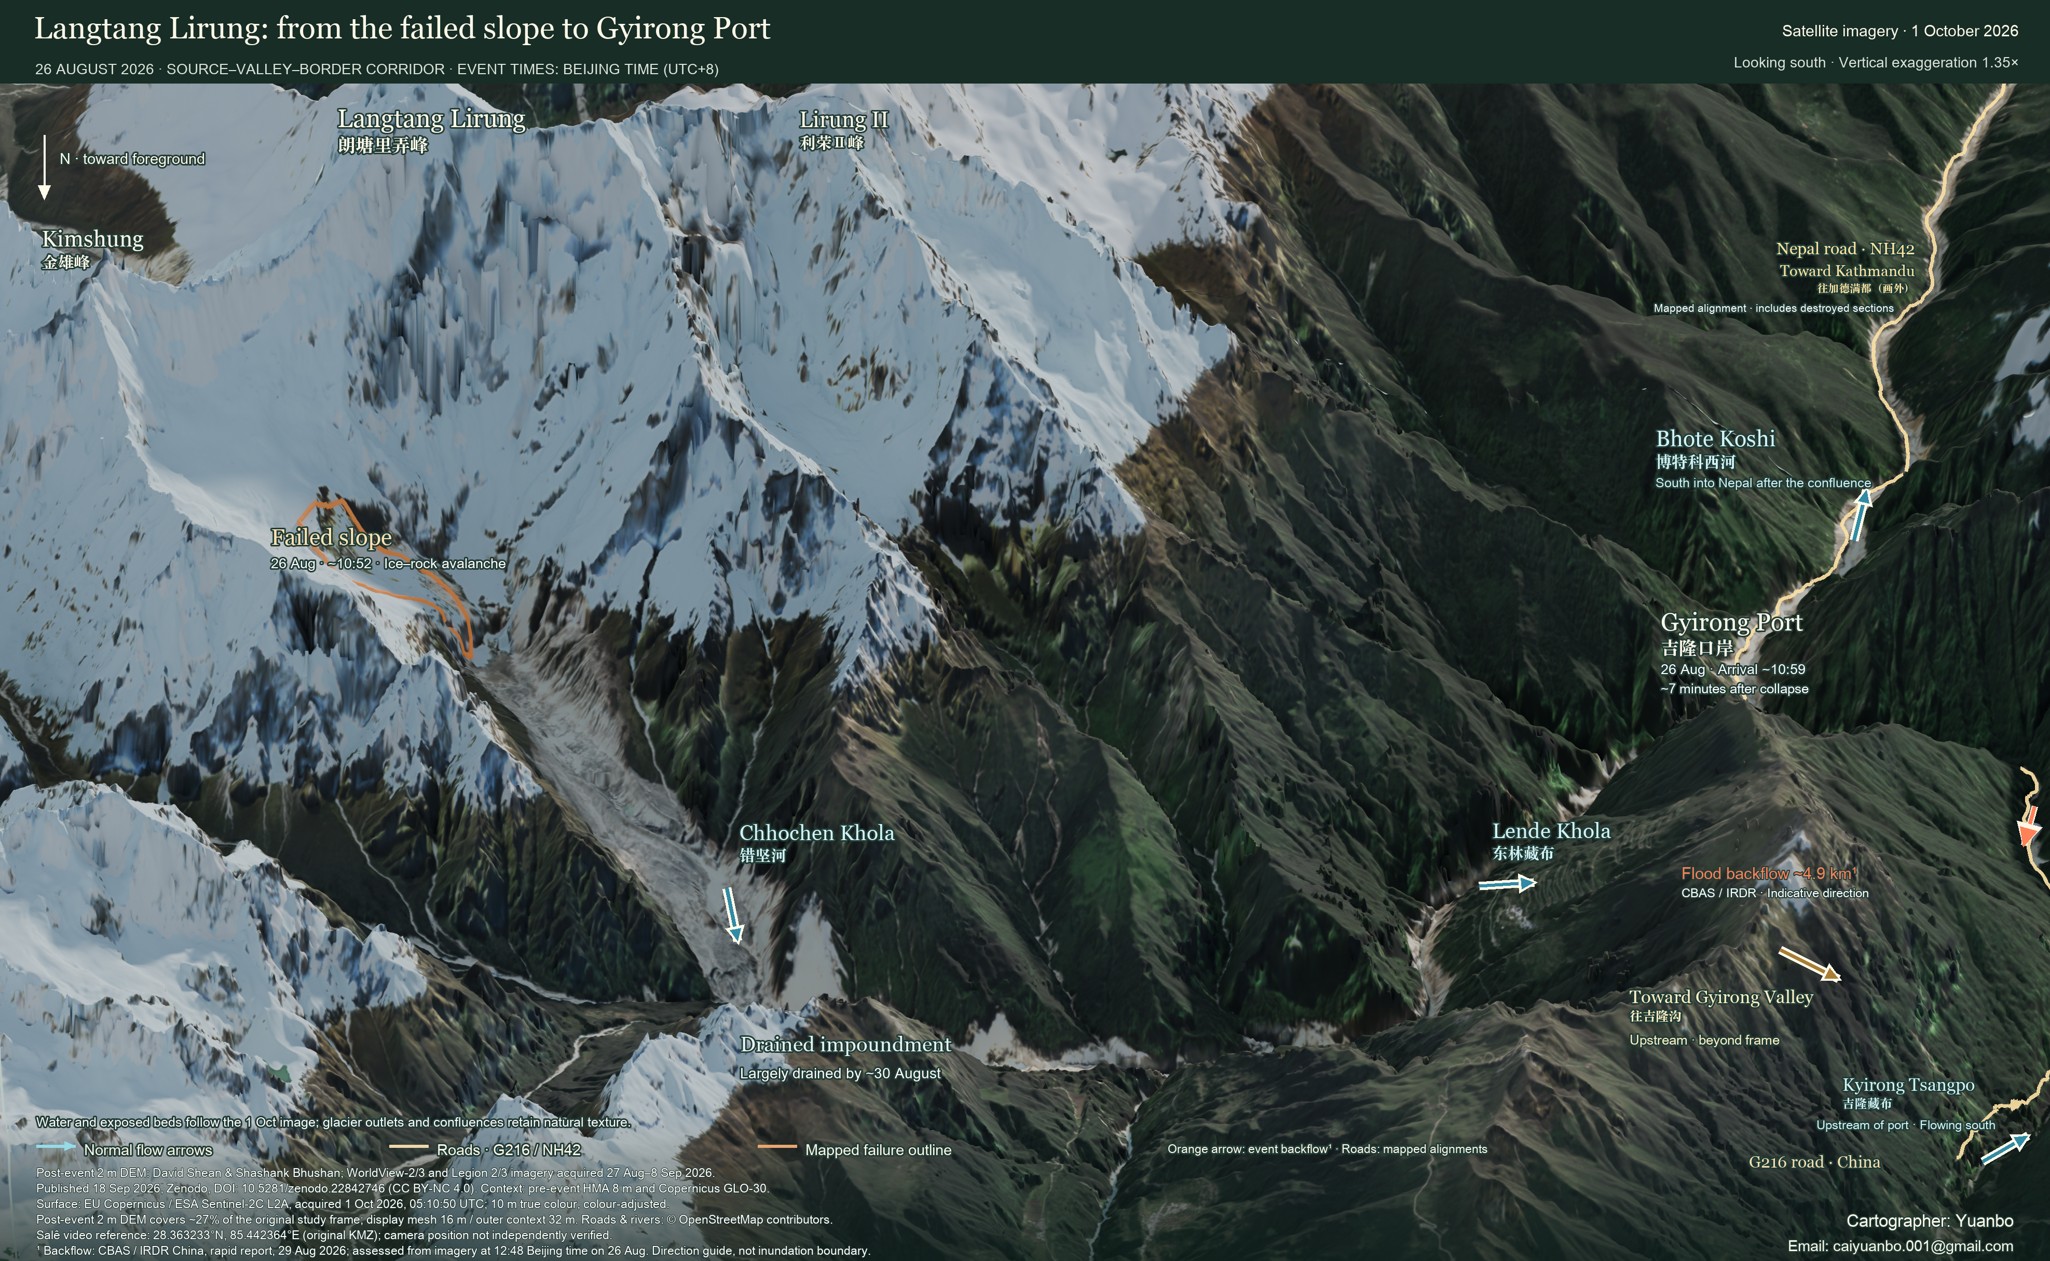 Langtang Lirung: from the failed slope to Gyirong Port
26 AUGUST 2026 · SOURCE–VALLEY–BORDER CORRIDOR · EVENT TIMES: BEIJING TIME (UTC+8)
Satellite imagery · 1 October 2026
Looking south · Vertical exaggeration 1.35×
N · toward foreground
Langtang Lirung
朗塘里弄峰
Lirung II
利荣II峰
Kimshung
金雄峰
Nepal road · NH42
Toward Kathmandu
往加德满都（画外）
Mapped alignment · includes destroyed sections
Bhote Koshi
博特科西河
South into Nepal after the confluence
Failed slope
26 Aug · ~10:52 · Ice–rock avalanche
Gyirong Port
吉隆口岸
26 Aug · Arrival ~10:59
~7 minutes after collapse
Chhochen Khola
错坚河
Lende Khola
东林藏布
Flood backflow ~4.9 km¹
CBAS / IRDR · Indicative direction
Toward Gyirong Valley
往吉隆沟
Upstream · beyond frame
Drained impoundment
Largely drained by ~30 August
Kyirong Tsangpo
吉隆藏布
Upstream of port · Flowing south
G216 road · China
Water and exposed beds follow the 1 Oct image; glacier outlets and confluences retain natural texture.
Normal flow arrows
Roads · G216 / NH42
Mapped failure outline
Orange arrow: event backflow¹ · Roads: mapped alignments
Post-event 2 m DEM: David Shean & Shashank Bhushan; WorldView-2/3 and Legion 2/3 imagery acquired 27 Aug–8 Sep 2026.
Published 18 Sep 2026. Zenodo, DOI: 10.5281/zenodo.22842746 (CC BY-NC 4.0). Context: pre-event HMA 8 m and Copernicus GLO-30.
Surface: EU Copernicus / ESA Sentinel-2C L2A, acquired 1 Oct 2026, 05:10:50 UTC; 10 m true colour, colour-adjusted.
Post-event 2 m DEM covers ~27% of the original study frame; display mesh 16 m / outer context 32 m. Roads & rivers: © OpenStreetMap contributors.
Salé video reference: 28.363233°N, 85.442364°E (original KMZ); camera position not independently verified.
¹ Backflow: CBAS / IRDR China, rapid report, 29 Aug 2026; assessed from imagery at 12:48 Beijing time on 26 Aug. Direction guide, not inundation boundary.
Cartographer: Yuanbo
Email: caiyuanbo.001@gmail.com